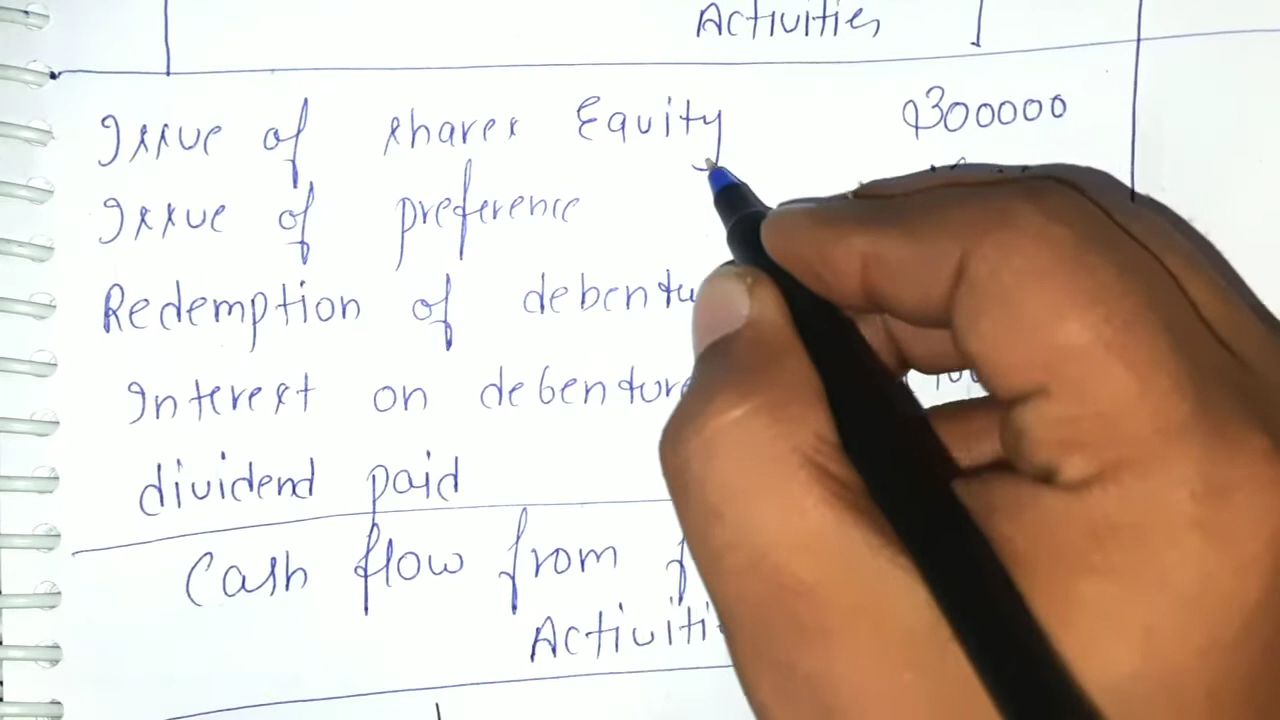 Activities
Issue of shares Equity $300000
Issue of preference
Redemption of debentu
Interest on debenture
dividend paid
Cash flow from f
Activiti